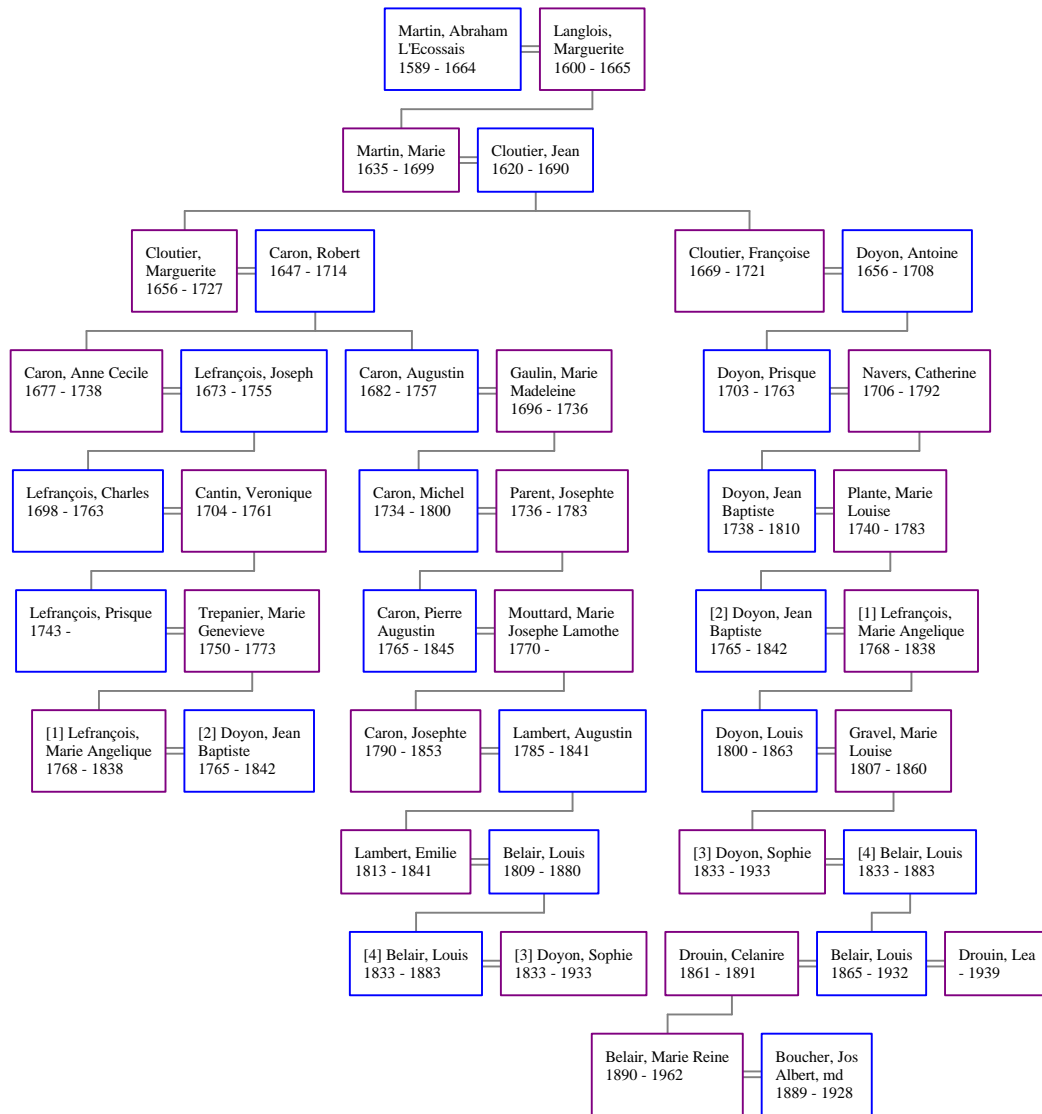 Martin, Abraham
L'Ecossais
1589 - 1664
Langlois,
Marguerite
1600 - 1665
Martin, Marie
1635 - 1699
Cloutier, Jean
1620 - 1690
Cloutier,
Marguerite
1656 - 1727
Caron, Robert
1647 - 1714
Cloutier, Françoise
1669 - 1721
Doyon, Antoine
1656 - 1708
Caron, Anne Cecile
1677 - 1738
Lefrançois, Joseph
1673 - 1755
Caron, Augustin
1682 - 1757
Gaulin, Marie
Madeleine
1696 - 1736
Doyon, Prisque
1703 - 1763
Navers, Catherine
1706 - 1792
Lefrançois, Charles
1698 - 1763
Cantin, Veronique
1704 - 1761
Caron, Michel
1734 - 1800
Parent, Josephte
1736 - 1783
Doyon, Jean
Baptiste
1738 - 1810
Plante, Marie
Louise
1740 - 1783
Lefrançois, Prisque
1743 -
Trepanier, Marie
Genevieve
1750 - 1773
Caron, Pierre
Augustin
1765 - 1845
Mouttard, Marie
Josephe Lamothe
1770 -
[2] Doyon, Jean
Baptiste
1765 - 1842
[1] Lefrançois,
Marie Angelique
1768 - 1838
[1] Lefrançois,
Marie Angelique
1768 - 1838
[2] Doyon, Jean
Baptiste
1765 - 1842
Caron, Josephte
1790 - 1853
Lambert, Augustin
1785 - 1841
Doyon, Louis
1800 - 1863
Gravel, Marie
Louise
1807 - 1860
Lambert, Emilie
1813 - 1841
Belair, Louis
1809 - 1880
[3] Doyon, Sophie
1833 - 1933
[4] Belair, Louis
1833 - 1883
[4] Belair, Louis
1833 - 1883
[3] Doyon, Sophie
1833 - 1933
Drouin, Celanire
1861 - 1891
Belair, Louis
1865 - 1932
Drouin, Lea
- 1939
Belair, Marie Reine
1890 - 1962
Boucher, Jos
Albert, md
1889 - 1928